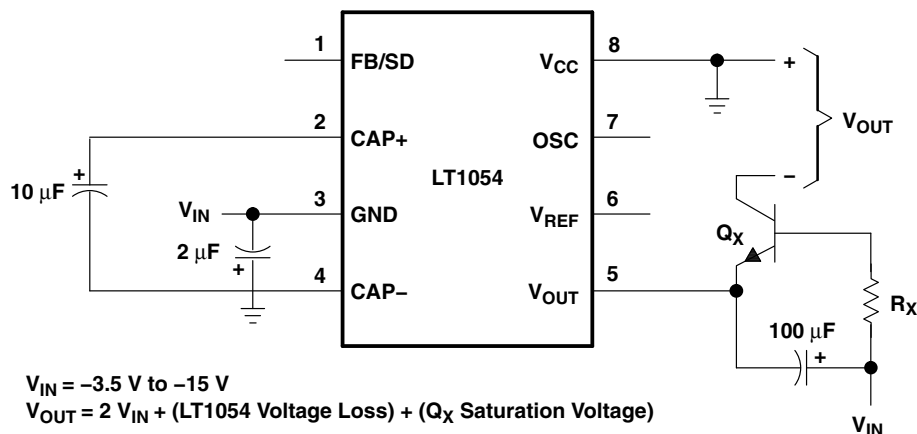 1
FB/SD
2
CAP+
3
GND
4
CAP−
LT1054
8
VCC
7
OSC
6
VREF
5
VOUT
+
10 μF
VIN
2 μF
+
+
VOUT
−
QX
RX
100 μF
+
VIN
VIN = −3.5 V to −15 V
VOUT = 2 VIN + (LT1054 Voltage Loss) + (QX Saturation Voltage)